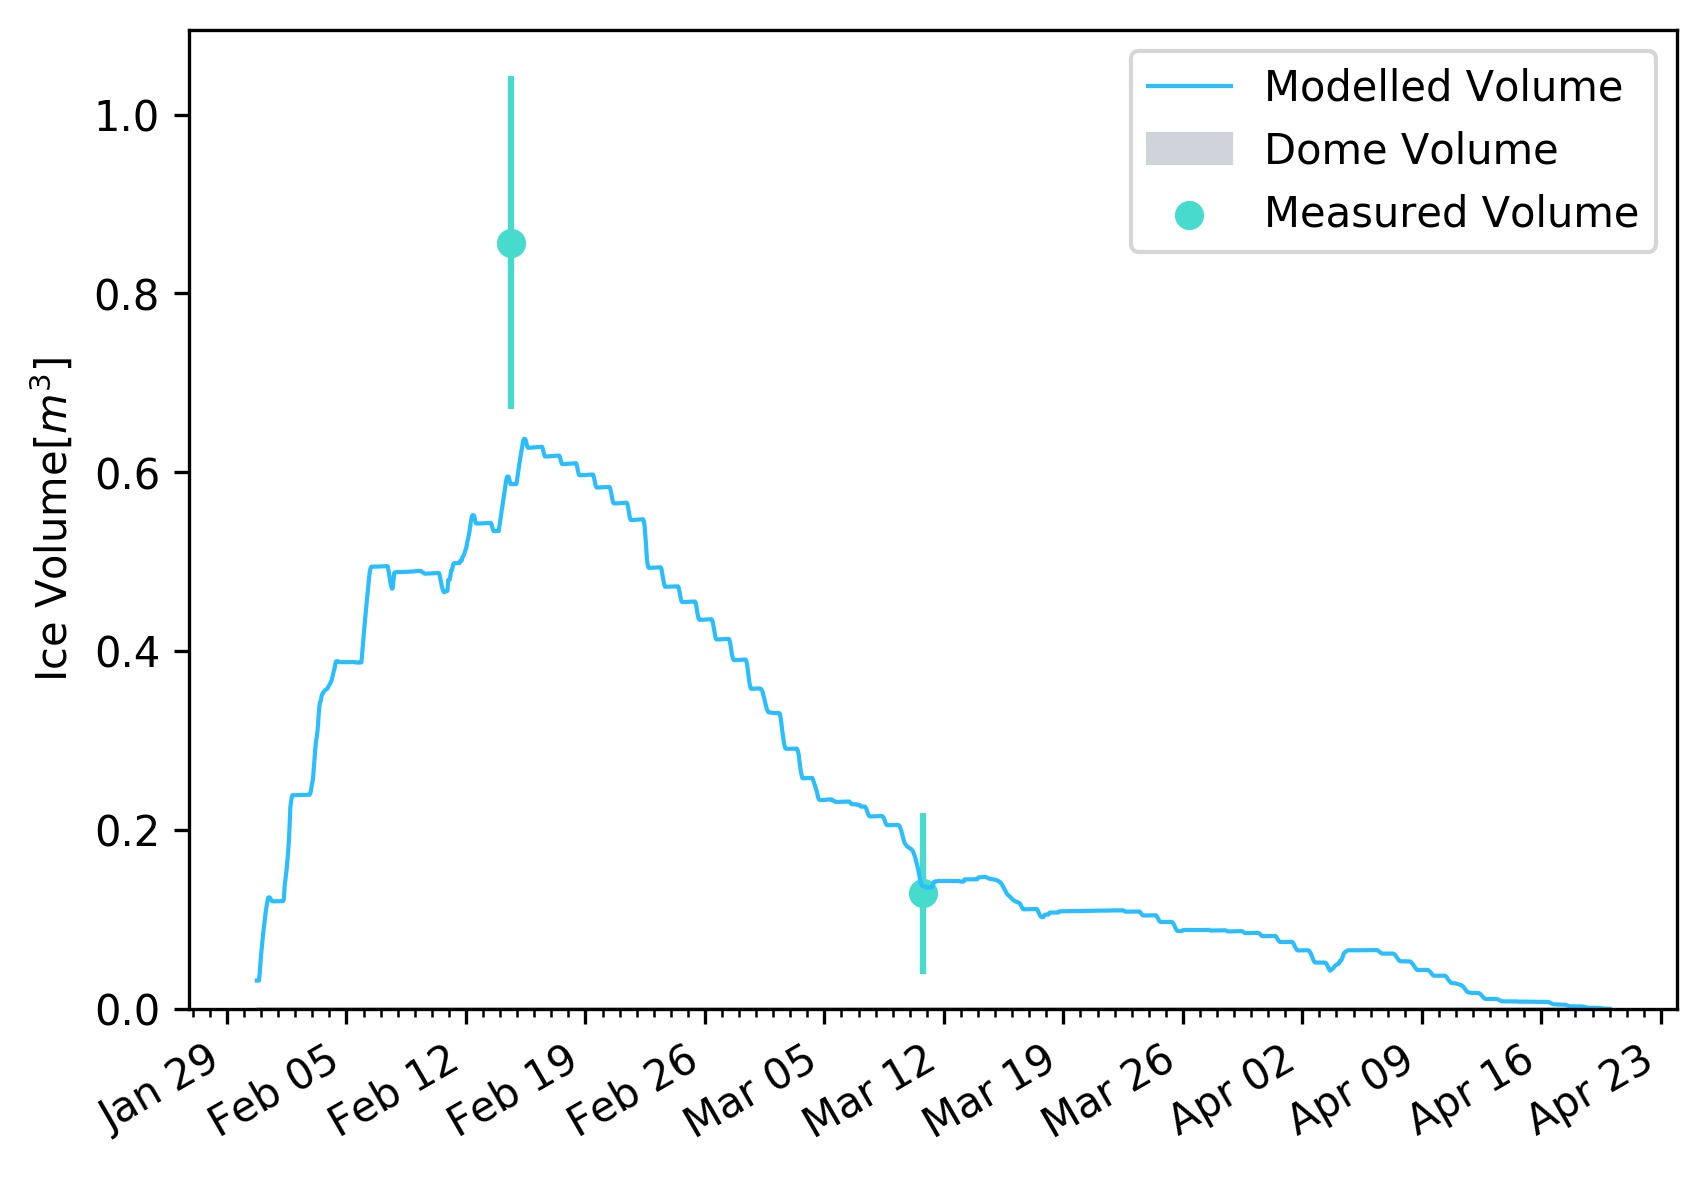 Modelled Volume
Dome Volume
Measured Volume
Ice Volume[m³]
1.0
0.8
0.6
0.4
0.2
0.0
Jan 29
Feb 05
Feb 12
Feb 19
Feb 26
Mar 05
Mar 12
Mar 19
Mar 26
Apr 02
Apr 09
Apr 16
Apr 23